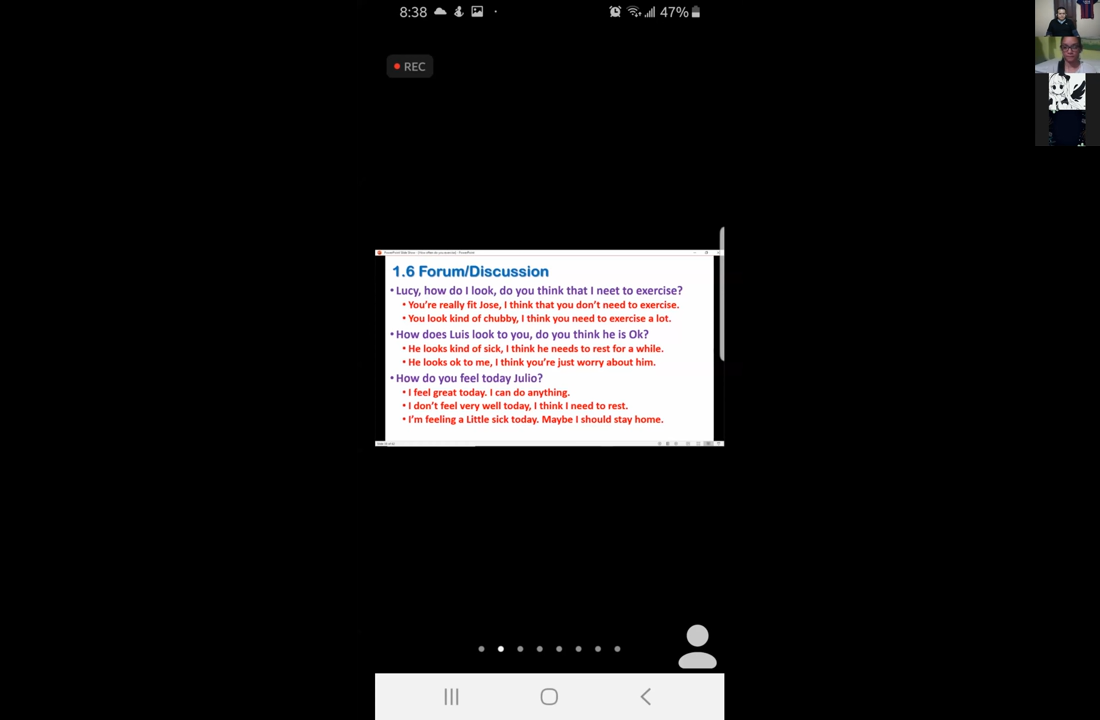 8:38
47%
REC
1.6 Forum/Discussion
• Lucy, how do I look, do you think that I neet to exercise?
• You're really fit Jose, I think that you don't need to exercise.
• You look kind of chubby, I think you need to exercise a lot.
• How does Luis look to you, do you think he is Ok?
• He looks kind of sick, I think he needs to rest for a while.
• He looks ok to me, I think you're just worry about him.
• How do you feel today Julio?
• I feel great today. I can do anything.
• I don't feel very well today, I think I need to rest.
• I'm feeling a Little sick today. Maybe I should stay home.